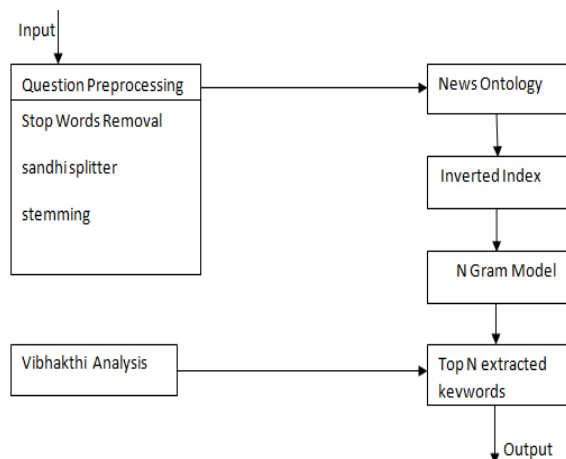 Input
Question Preprocessing
Stop Words Removal
sandhi splitter
stemming
News Ontology
Inverted Index
N Gram Model
Vibhakthi Analysis
Top N extracted
keywords
Output